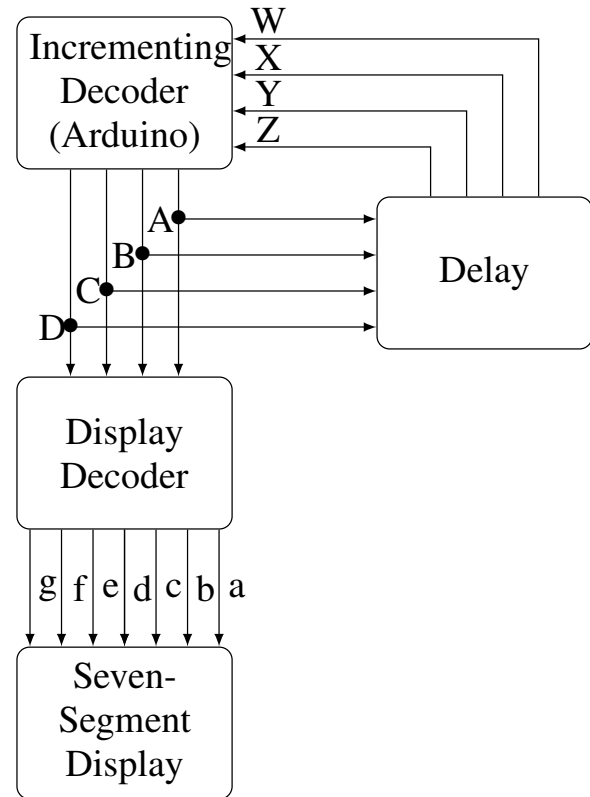 Incrementing
Decoder
(Arduino)
W
X
Y
Z
A
B
C
D
Delay
Display
Decoder
g f e d c b a
Seven-
Segment
Display